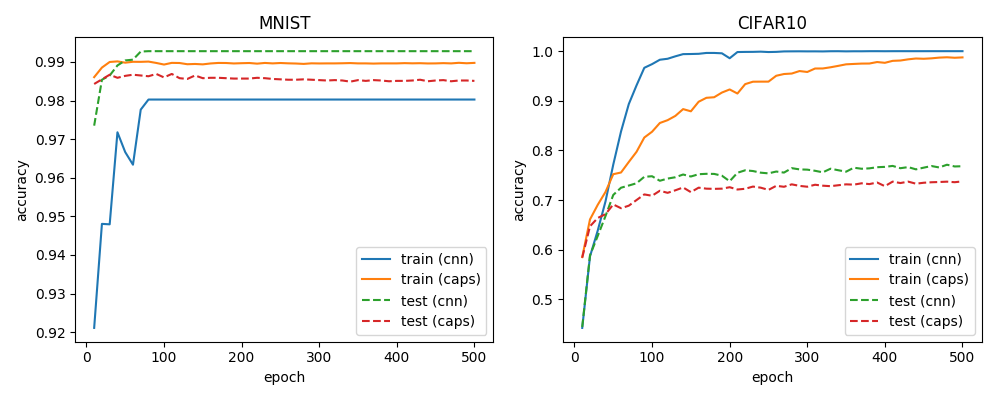 MNIST
accuracy
0.99
0.98
0.97
0.96
0.95
0.94
0.93
0.92
0
100
200
300
400
500
epoch
train (cnn)
train (caps)
test (cnn)
test (caps)
CIFAR10
accuracy
1.0
0.9
0.8
0.7
0.6
0.5
0
100
200
300
400
500
epoch
train (cnn)
train (caps)
test (cnn)
test (caps)